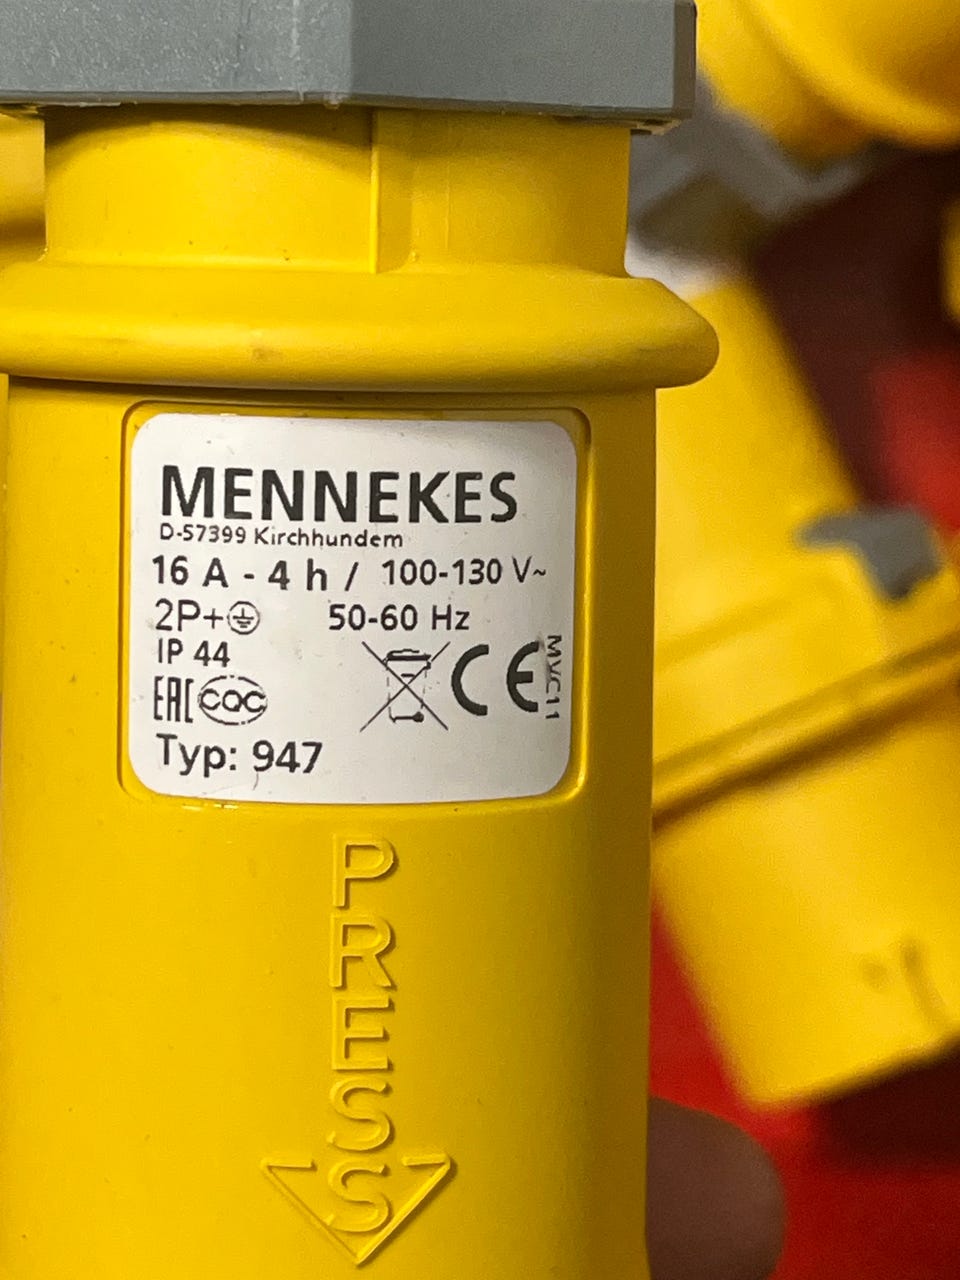 MENNEKES
D-57399 Kirchhundem
16 A - 4 h / 100-130 V~
2P+⏚ 50-60 Hz
IP 44
EAC CQC CE MVC11
Typ: 947
PRESS